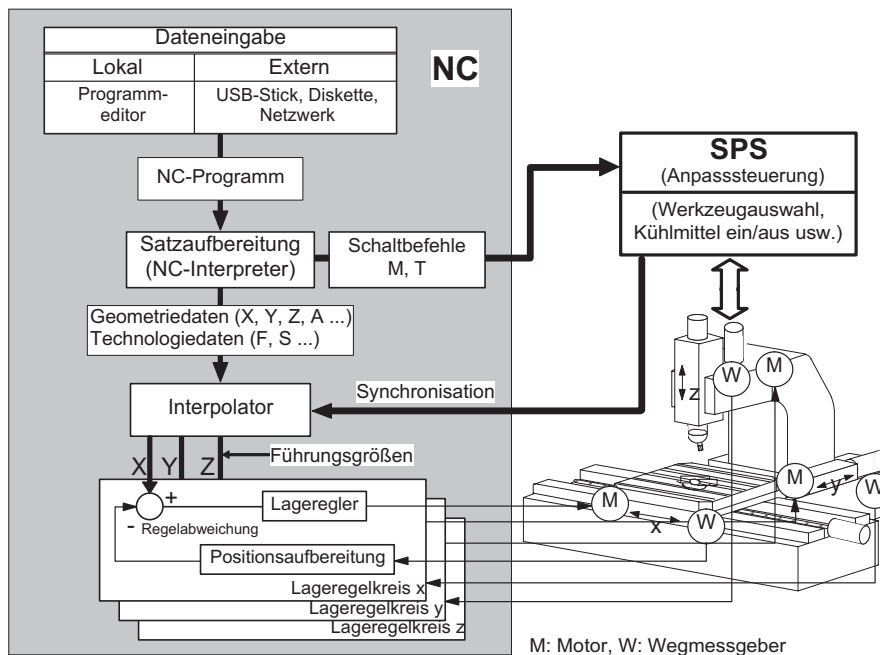 Dateneingabe
Lokal
Extern
Programm-
editor
USB-Stick, Diskette,
Netzwerk
NC
NC-Programm
Satzaufbereitung
(NC-Interpreter)
Schaltbefehle
M, T
SPS
(Anpasssteuerung)
(Werkzeugauswahl,
Kühlmittel ein/aus usw.)
Geometriedaten (X, Y, Z, A ...)
Technologiedaten (F, S ...)
Synchronisation
Interpolator
W
M
z
X
Y
Z
Führungsgrößen
+
-
Lageregler
Regelabweichung
Positionsaufbereitung
Lageregelkreis x
Lageregelkreis y
Lageregelkreis z
M
x
W
M
y
W
M: Motor, W: Wegmessgeber